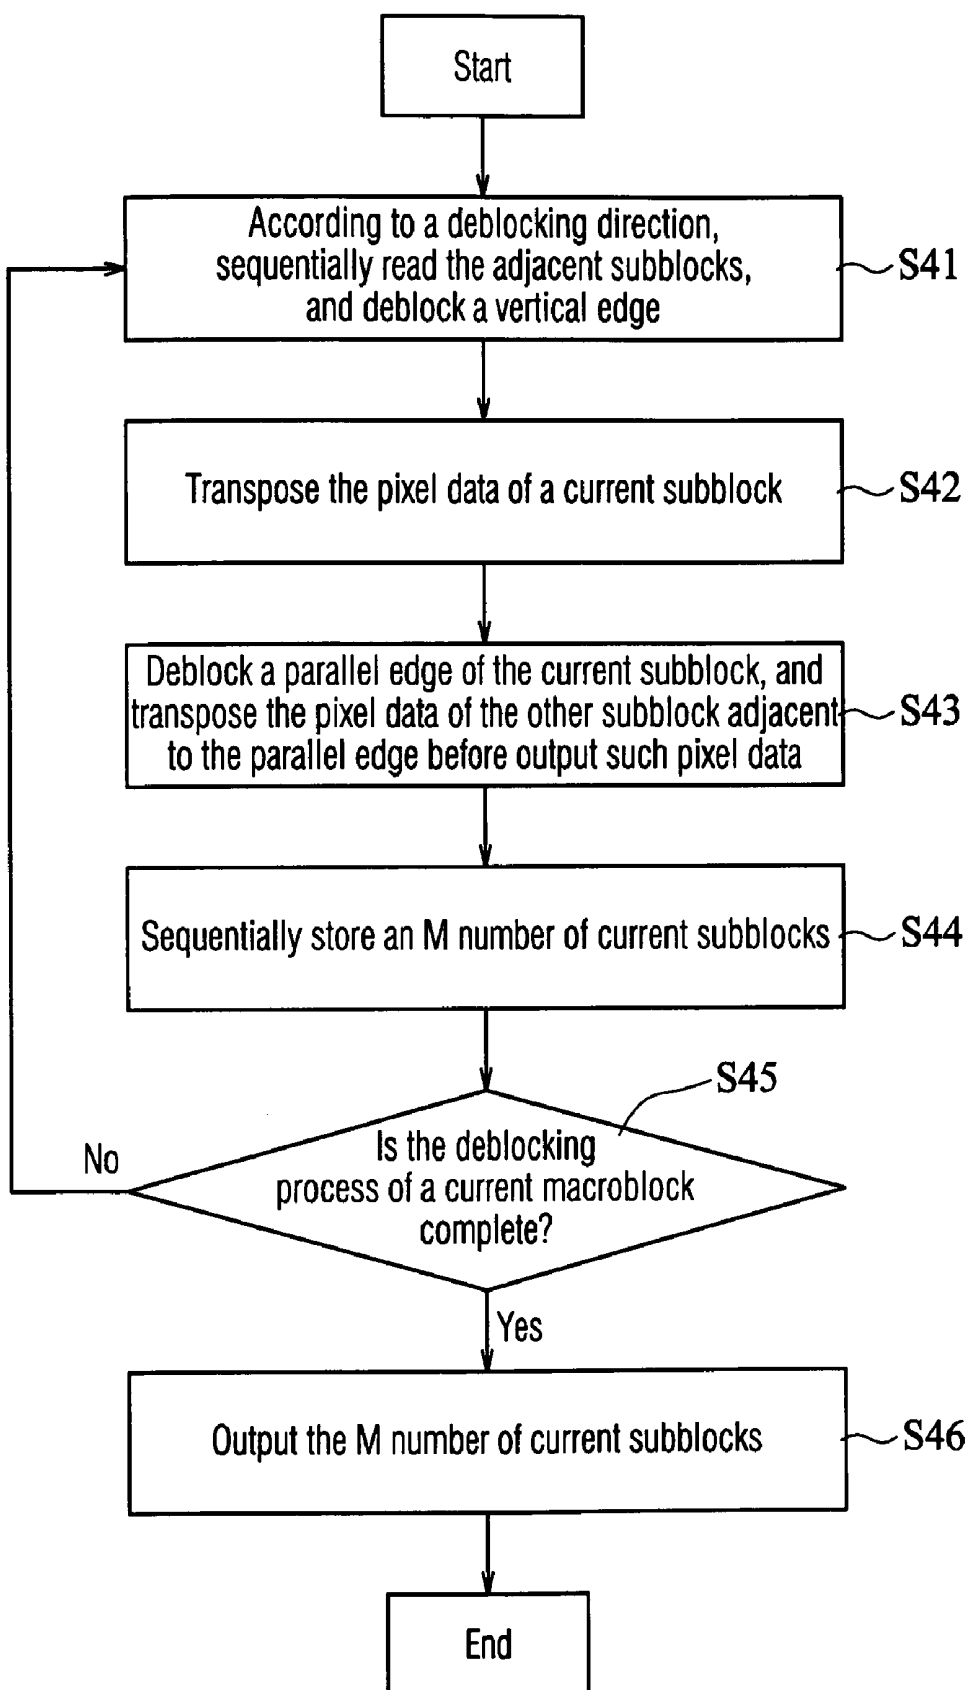 Start
According to a deblocking direction,
sequentially read the adjacent subblocks,
and deblock a vertical edge
S41
Transpose the pixel data of a current subblock
S42
Deblock a parallel edge of the current subblock, and
transpose the pixel data of the other subblock adjacent
to the parallel edge before output such pixel data
S43
Sequentially store an M number of current subblocks
S44
S45
Is the deblocking
process of a current macroblock
complete?
No
Yes
Output the M number of current subblocks
S46
End